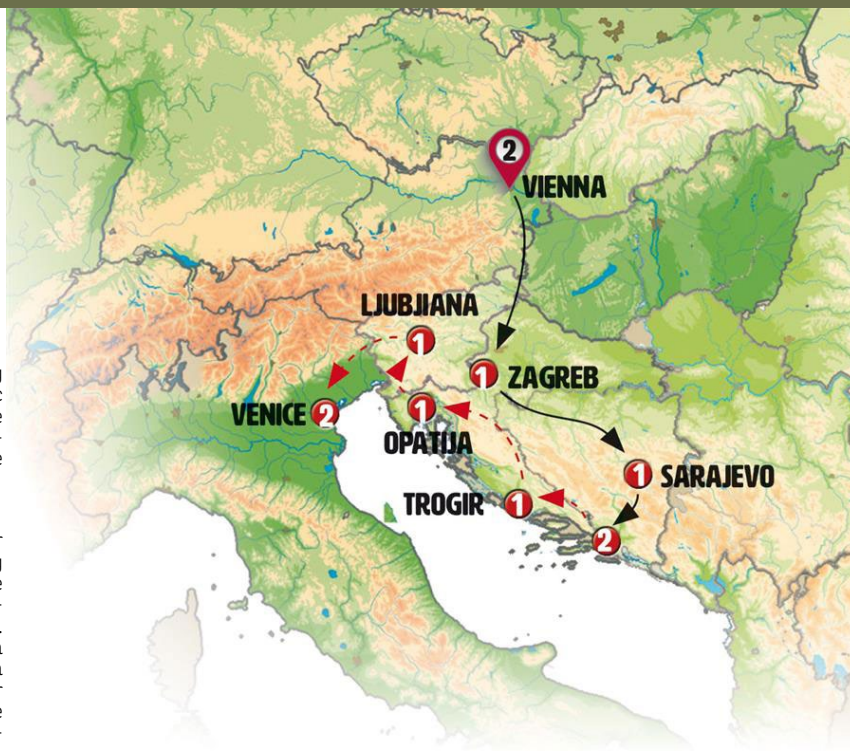 2
VIENNA
LJUBJIANA
1
1
ZAGREB
VENICE
2
1
OPATIJA
1
SARAJEVO
TROGIR
1
2